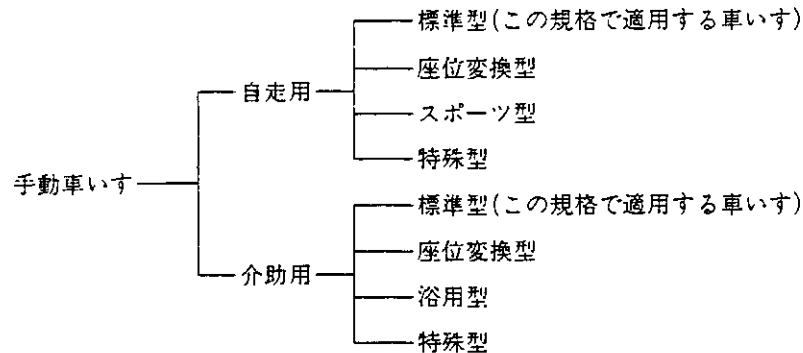 標準型(この規格で適用する車いす)
座位変換型
自走用
スポーツ型
特殊型
手動車いす
標準型(この規格で適用する車いす)
座位変換型
介助用
浴用型
特殊型